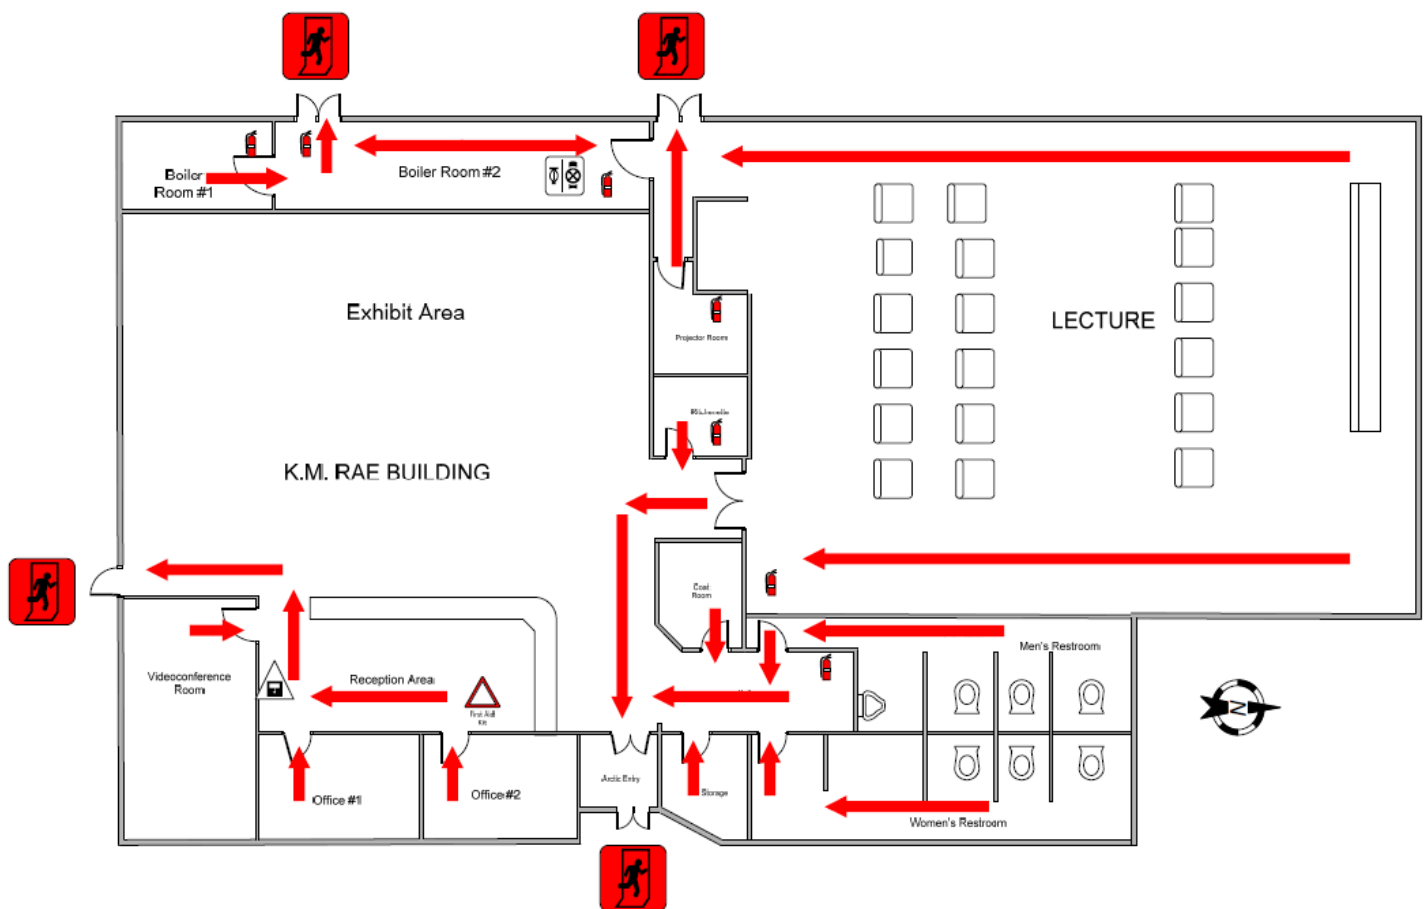 Boiler
Room #1
Boiler Room #2
Exhibit Area
LECTURE
Projector Room
K.M. RAE BUILDING
Coat
Room
Men's Restroom
Videoconference
Room
Reception Area
First Aid
Kit
N
Office #1
Office #2
Arctic Entry
Storage
Women's Restroom